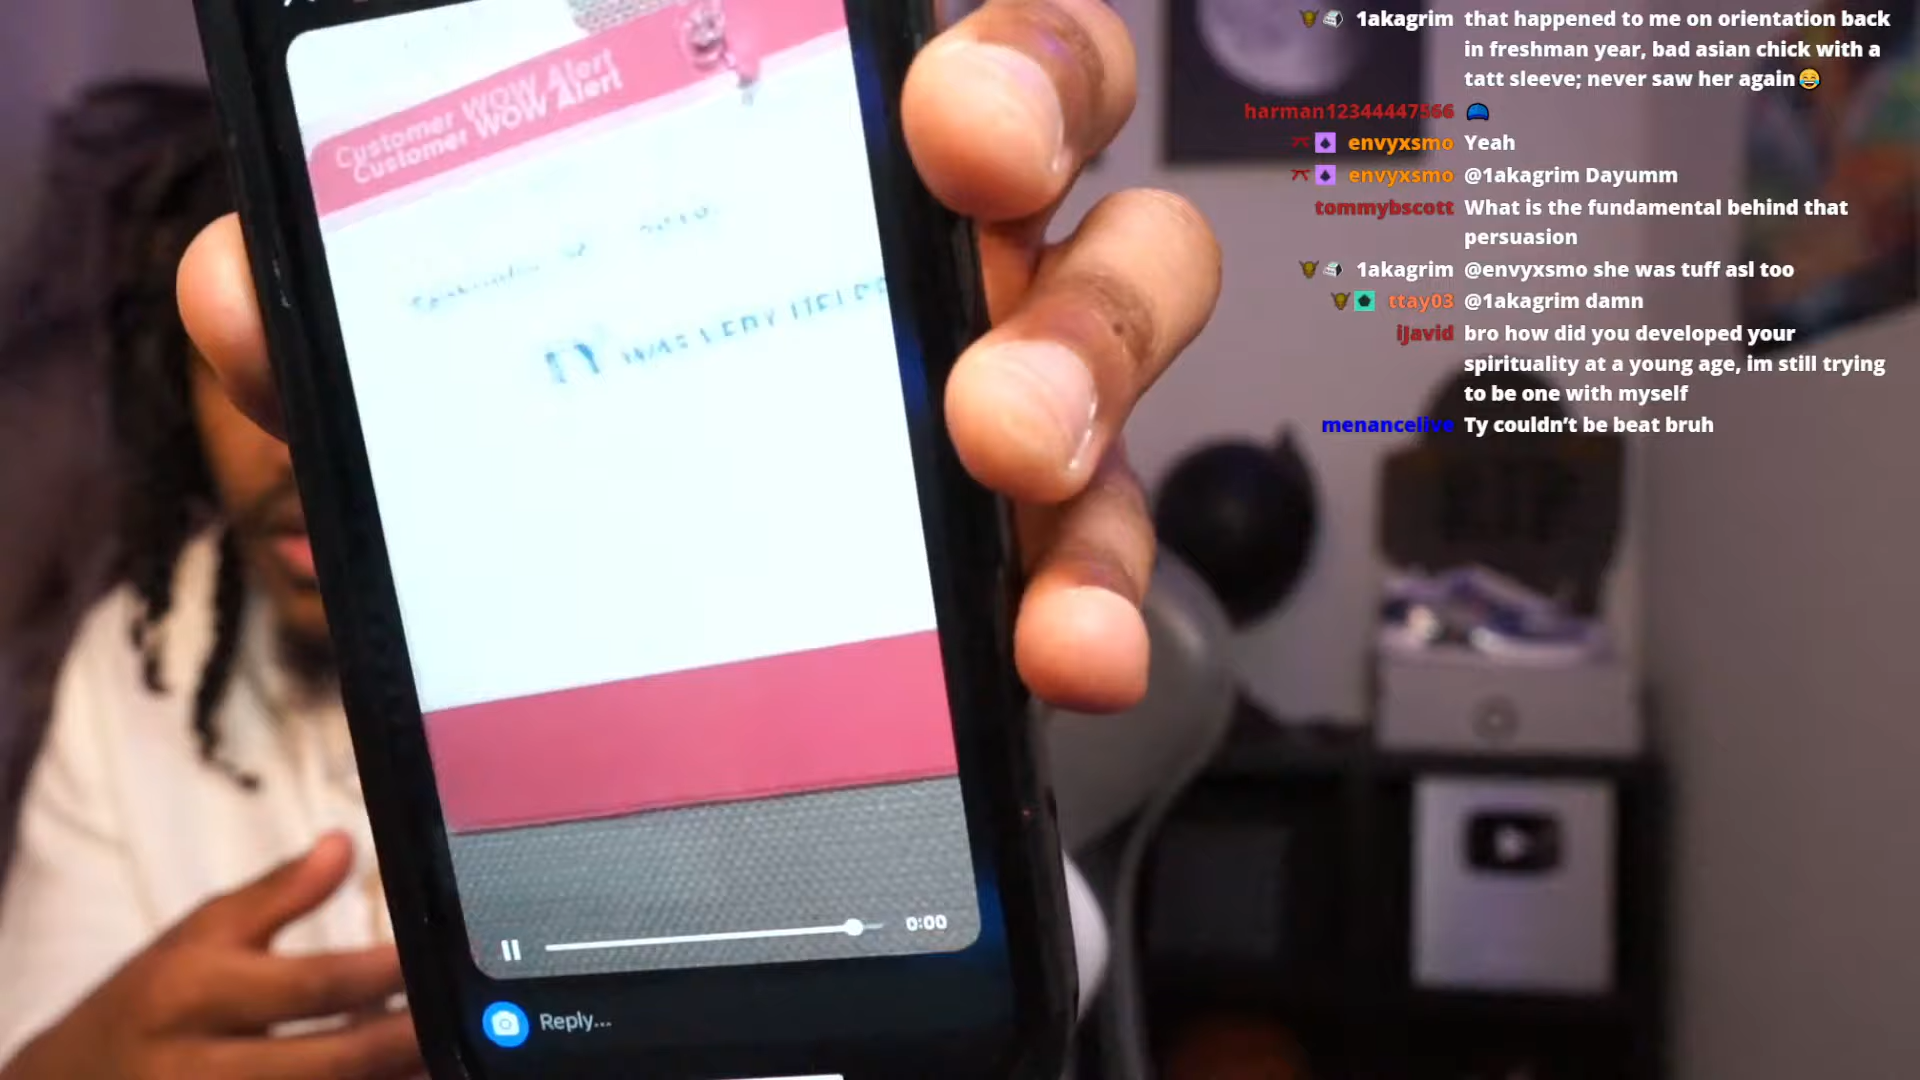 Customer WOW Alert
Customer WOW Alert
WAS VERY
0:00
Reply...
1akagrim that happened to me on orientation back
in freshman year, bad asian chick with a
tatt sleeve; never saw her again😂
harman12344447566 🧢
envyxsmo Yeah
envyxsmo @1akagrim Dayumm
tommybscott What is the fundamental behind that
persuasion
1akagrim @envyxsmo she was tuff asl too
ttay03 @1akagrim damn
iJavid bro how did you developed your
spirituality at a young age, im still trying
to be one with myself
menancelive Ty couldn’t be beat bruh